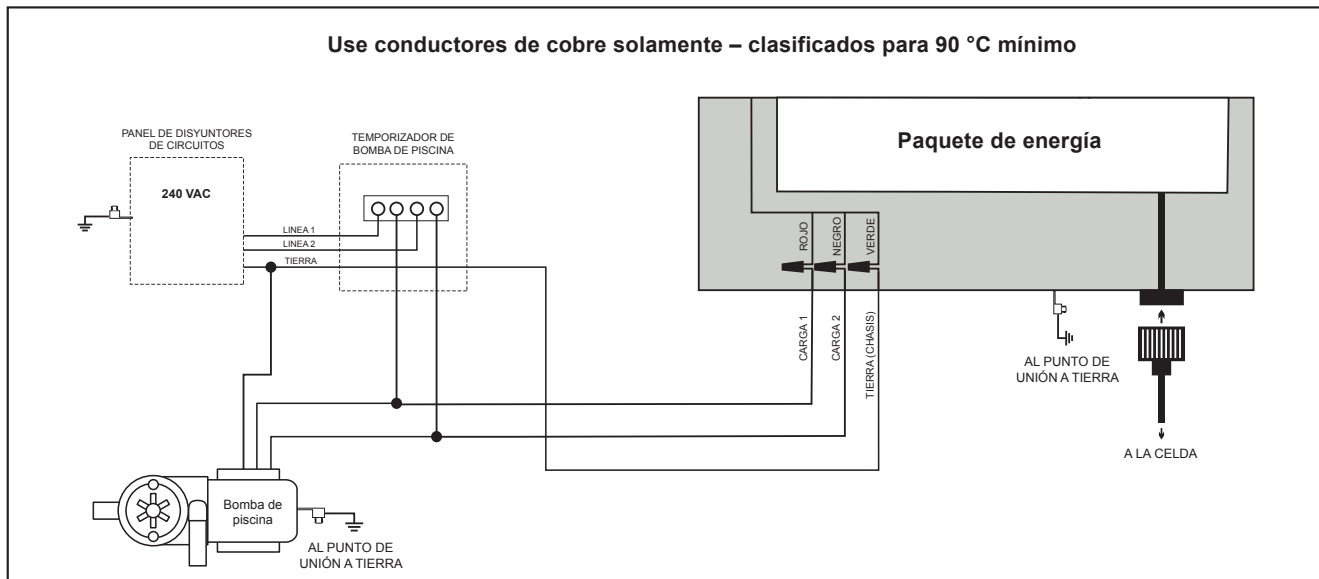 Use conductores de cobre solamente – clasificados para 90 °C mínimo
PANEL DE DISYUNTORES
DE CIRCUITOS
240 VAC
TEMPORIZADOR DE
BOMBA DE PISCINA
LINEA 1
LINEA 2
TIERRA
Paquete de energía
ROJO
NEGRO
VERDE
CARGA 1
CARGA 2
TIERRA (CHASIS)
AL PUNTO DE
UNIÓN A TIERRA
A LA CELDA
Bomba de
piscina
AL PUNTO DE
UNIÓN A TIERRA